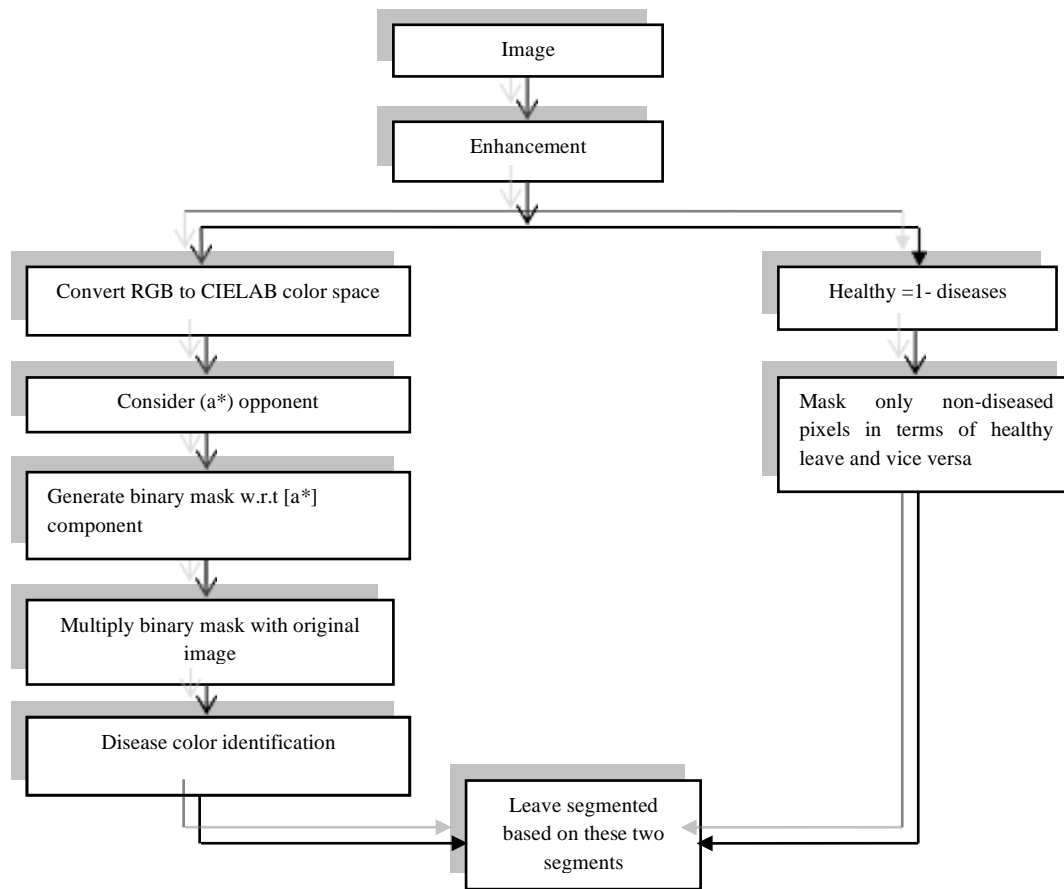 Image
Enhancement
Convert RGB to CIELAB color space
Healthy =1- diseases
Consider (a*) opponent
Mask only non-diseased
pixels in terms of healthy
leave and vice versa
Generate binary mask w.r.t [a*]
component
Multiply binary mask with original
image
Disease color identification
Leave segmented
based on these two
segments